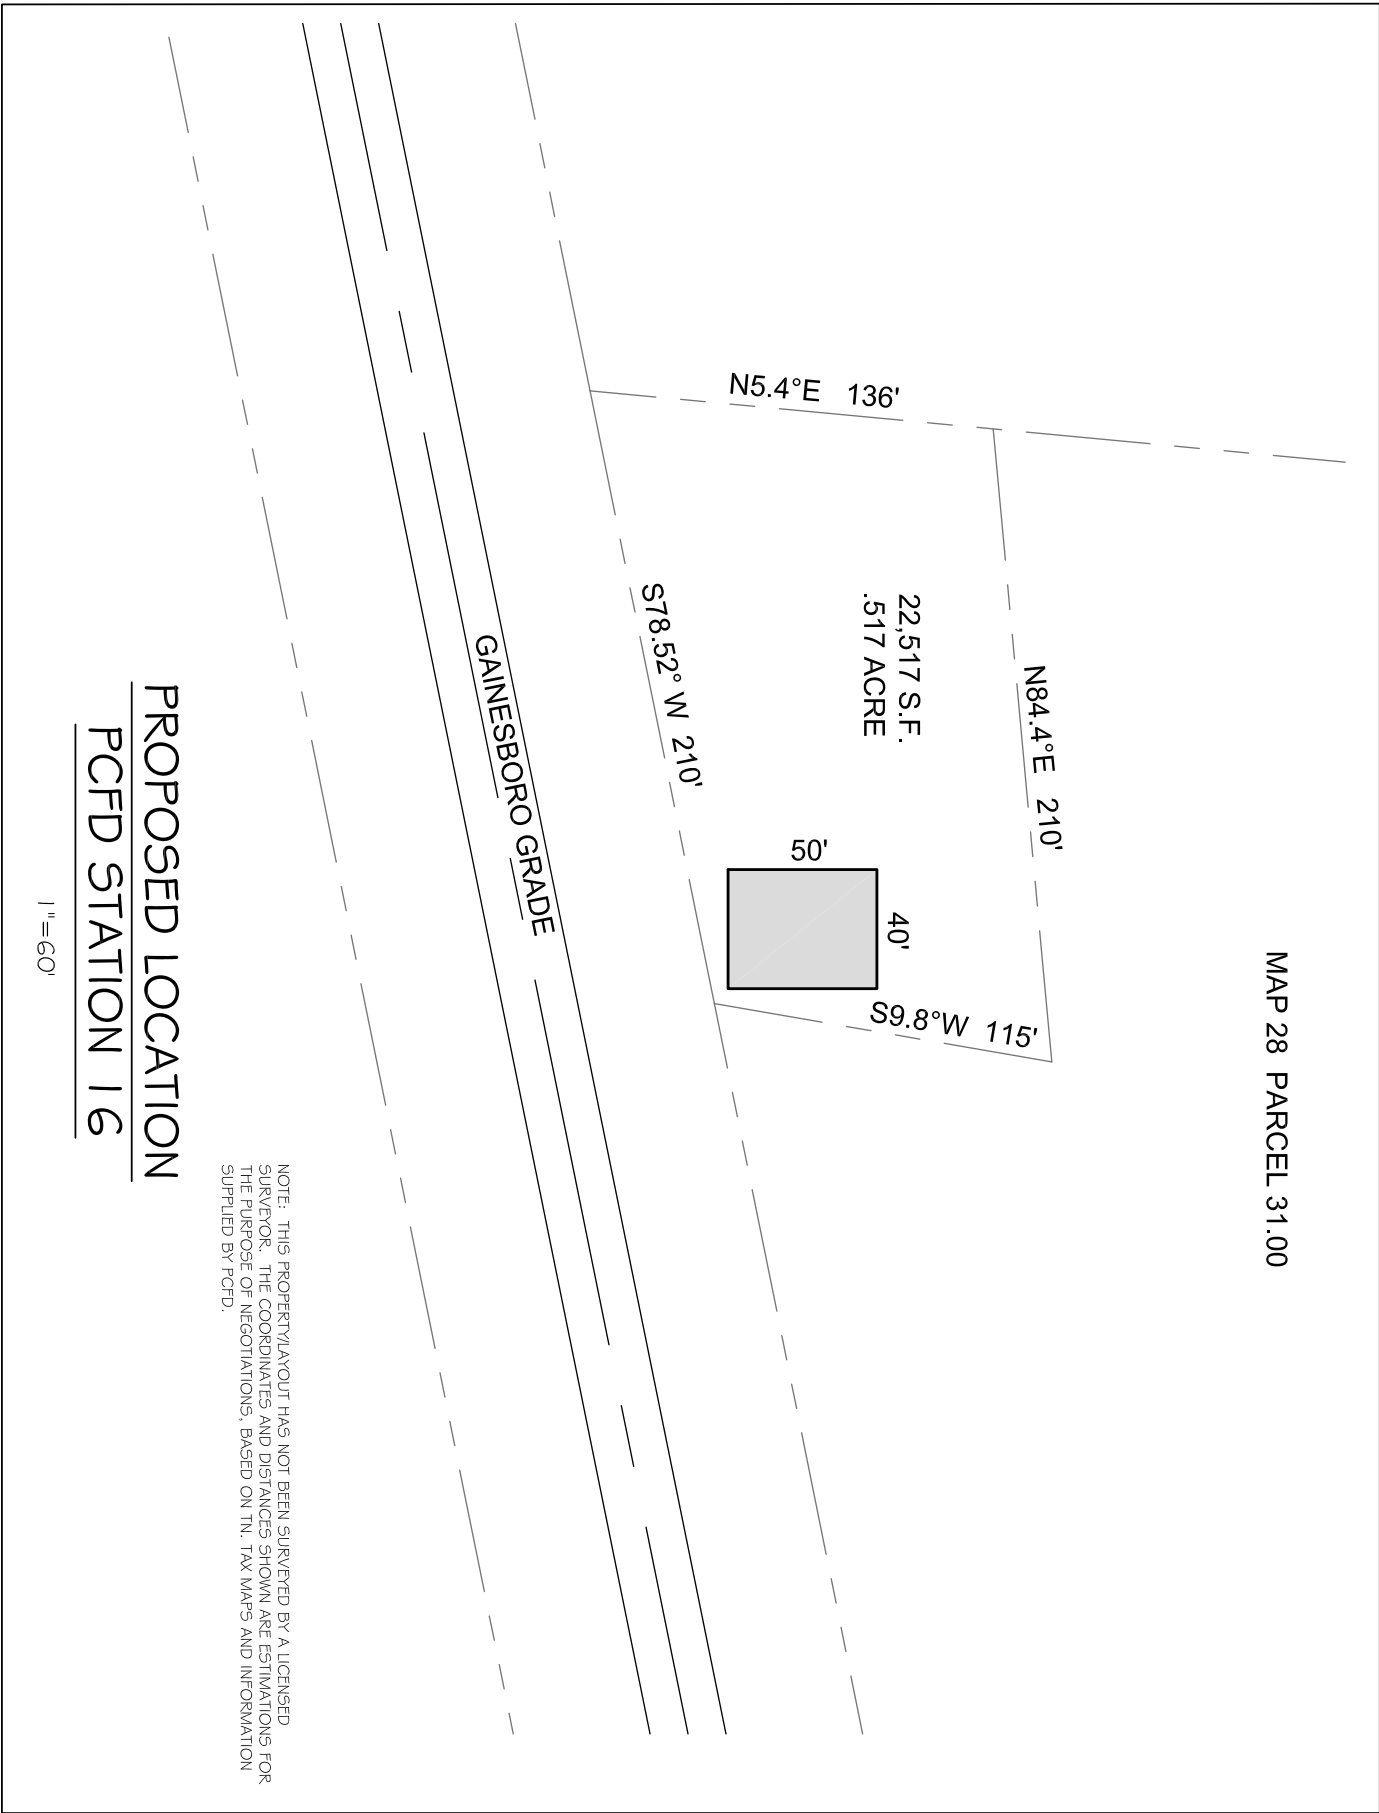 MAP 28 PARCEL 31.00
N84.4°E 210'
N5.4°E 136'
22,517 S.F.
.517 ACRE
40'
50'
S9.8°W 115'
S78.52° W 210'
GAINESBORO GRADE
NOTE: THIS PROPERTY/LAYOUT HAS NOT BEEN SURVEYED BY A LICENSED
SURVEYOR. THE COORDINATES AND DISTANCES SHOWN ARE ESTIMATIONS FOR
THE PURPOSE OF NEGOTIATIONS, BASED ON TN. TAX MAPS AND INFORMATION
SUPPLIED BY PCFD.
PROPOSED LOCATION
PCFD STATION 16
1"=60'